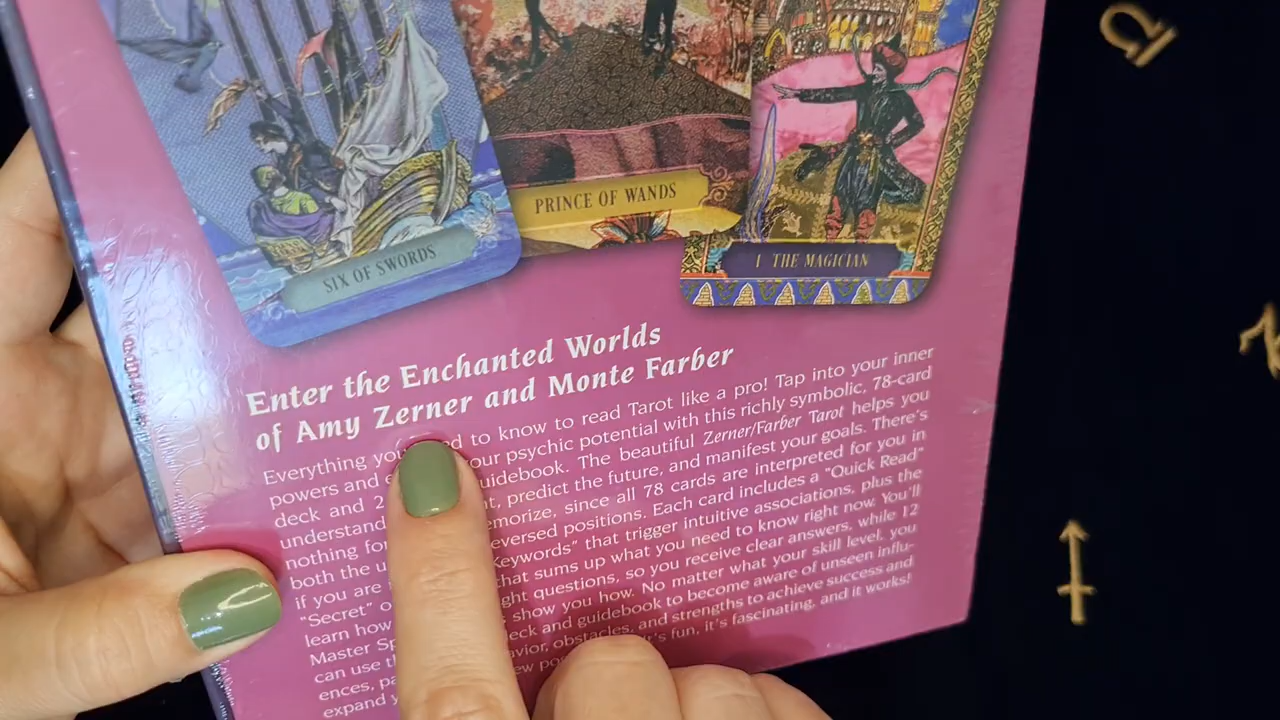 SIX OF SWORDS
PRINCE OF WANDS
I THE MAGICIAN
Enter the Enchanted Worlds
of Amy Zerner and Monte Farber
Everything you to know to read Tarot like a pro! Tap into your inner
powers and your psychic potential with this richly symbolic, 78-card
deck and 2 guidebook. The beautiful Zerner/Farber Tarot helps you
understand predict the future, and manifest your goals. There's
nothing for since all 78 cards are interpreted for you in
both the reversed positions. Each card includes a "Quick Read"
if you are Keywords" that trigger intuitive associations, plus the
"Secret" that sums up what you need to know right now. You'll
learn how questions, so you receive clear answers, while 12
Master show you how. No matter what your skill level, you
can use and guidebook to become aware of unseen influ-
ences, obstacles, and strengths to achieve success and
expand fun, it's fascinating, and it works!